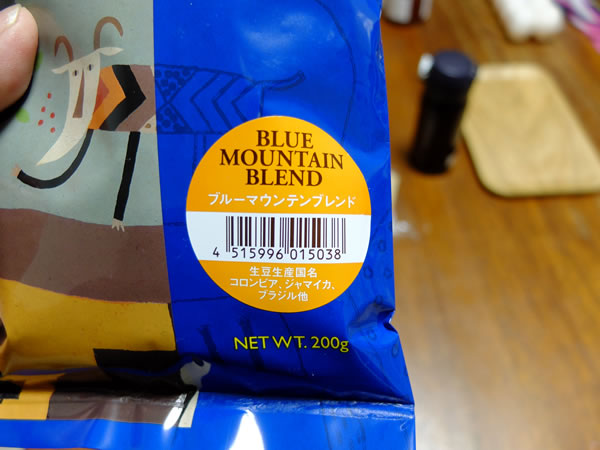 BLUE
MOUNTAIN
BLEND
ブルーマウンテンブレンド
4 515996 015038
生豆生産国名
コロンビア、ジャマイカ、
ブラジル他
NET WT. 200g